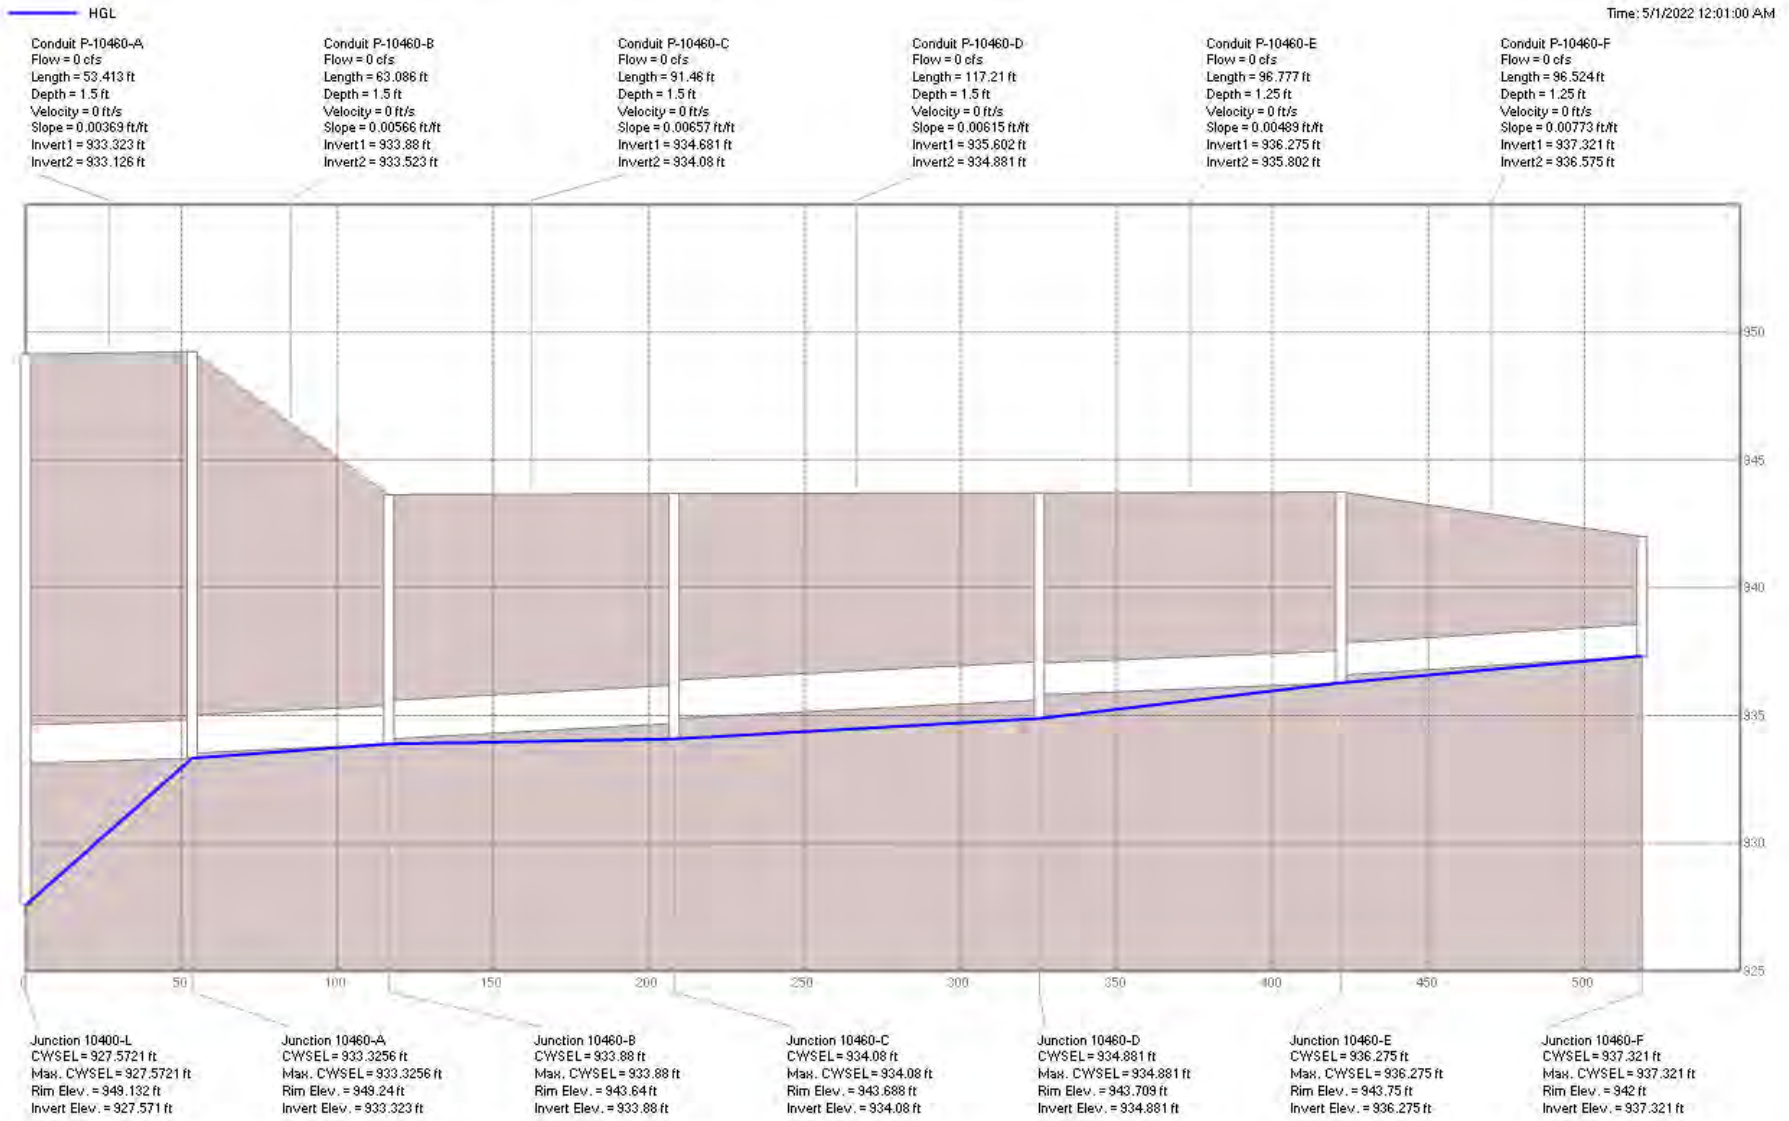 HGL
Time: 5/1/2022 12:01:00 AM
Conduit P-10460-A
Flow = 0 cfs
Length = 53.413 ft
Depth = 1.5 ft
Velocity = 0 ft/s
Slope = 0.00369 ft/ft
Invert1 = 933.323 ft
Invert2 = 933.126 ft
Conduit P-10460-B
Flow = 0 cfs
Length = 63.086 ft
Depth = 1.5 ft
Velocity = 0 ft/s
Slope = 0.00566 ft/ft
Invert1 = 933.88 ft
Invert2 = 933.523 ft
Conduit P-10460-C
Flow = 0 cfs
Length = 91.46 ft
Depth = 1.5 ft
Velocity = 0 ft/s
Slope = 0.00657 ft/ft
Invert1 = 934.681 ft
Invert2 = 934.08 ft
Conduit P-10460-D
Flow = 0 cfs
Length = 117.21 ft
Depth = 1.5 ft
Velocity = 0 ft/s
Slope = 0.00615 ft/ft
Invert1 = 935.602 ft
Invert2 = 934.881 ft
Conduit P-10460-E
Flow = 0 cfs
Length = 96.777 ft
Depth = 1.25 ft
Velocity = 0 ft/s
Slope = 0.00489 ft/ft
Invert1 = 936.275 ft
Invert2 = 935.802 ft
Conduit P-10460-F
Flow = 0 cfs
Length = 96.524 ft
Depth = 1.25 ft
Velocity = 0 ft/s
Slope = 0.00773 ft/ft
Invert1 = 937.321 ft
Invert2 = 936.575 ft
950
945
940
935
930
925
0 50 100 150 200 250 300 350 400 450 500
Junction 10400-L
CWSEL = 927.5721 ft
Max. CWSEL = 927.5721 ft
Rim Elev. = 949.132 ft
Invert Elev. = 927.571 ft
Junction 10460-A
CWSEL = 933.3256 ft
Max. CWSEL = 933.3256 ft
Rim Elev. = 949.24 ft
Invert Elev. = 933.323 ft
Junction 10460-B
CWSEL = 933.88 ft
Max. CWSEL = 933.88 ft
Rim Elev. = 943.64 ft
Invert Elev. = 933.88 ft
Junction 10460-C
CWSEL = 934.08 ft
Max. CWSEL = 934.08 ft
Rim Elev. = 943.688 ft
Invert Elev. = 934.08 ft
Junction 10460-D
CWSEL = 934.881 ft
Max. CWSEL = 934.881 ft
Rim Elev. = 943.709 ft
Invert Elev. = 934.881 ft
Junction 10460-E
CWSEL = 936.275 ft
Max. CWSEL = 936.275 ft
Rim Elev. = 943.75 ft
Invert Elev. = 936.275 ft
Junction 10460-F
CWSEL = 937.321 ft
Max. CWSEL = 937.321 ft
Rim Elev. = 942 ft
Invert Elev. = 937.321 ft